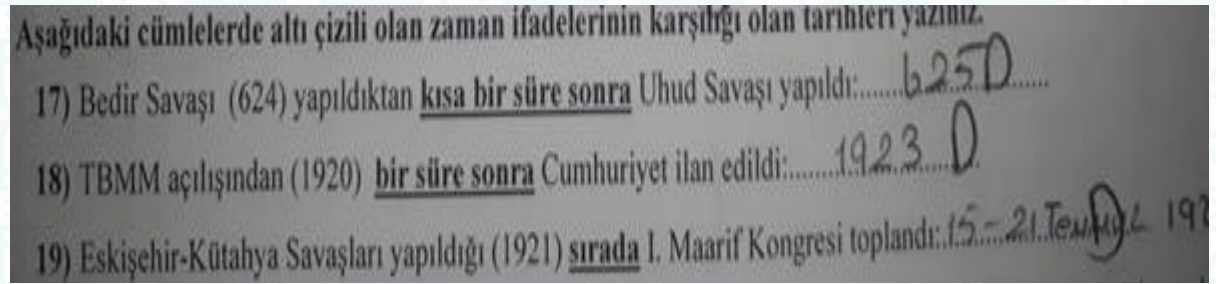 Aşağıdaki cümlelerde altı çizili olan zaman ifadelerinin karşılığı olan tarihleri yazınız.
17) Bedir Savaşı (624) yapıldıktan kısa bir süre sonra Uhud Savaşı yapıldı:......625 D......
18) TBMM açılışından (1920) bir süre sonra Cumhuriyet ilan edildi:.........1923....D.
19) Eskişehir-Kütahya Savaşları yapıldığı (1921) sırada I. Maarif Kongresi toplandı:.15-21.